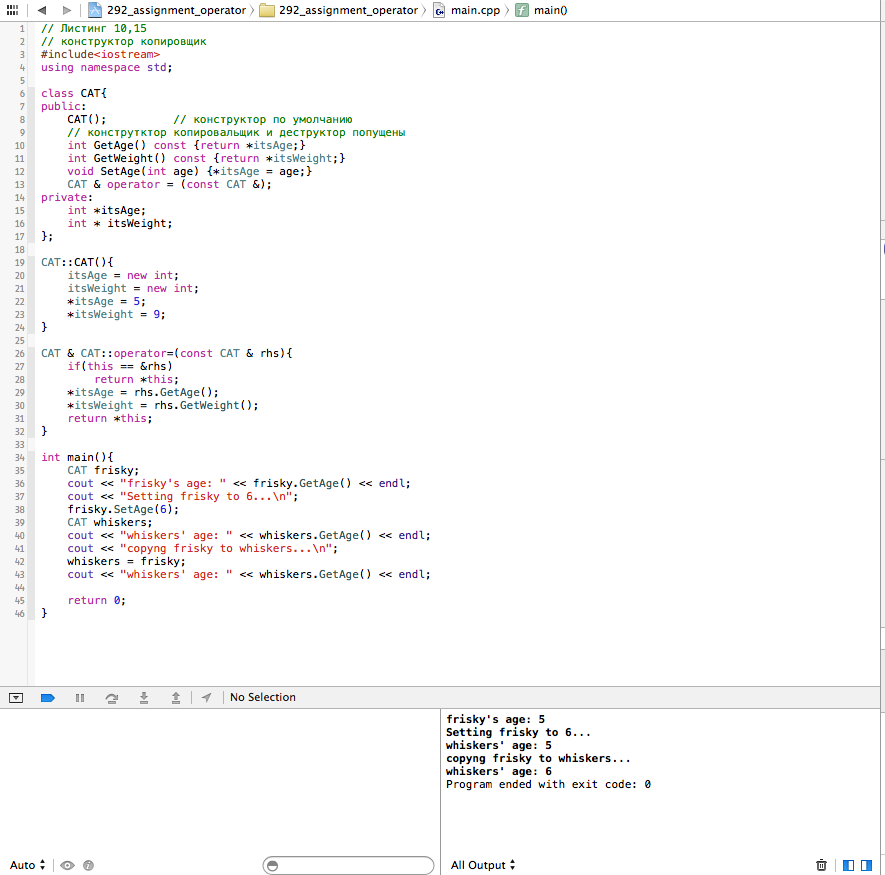 292_assignment_operator 292_assignment_operator main.cpp main()
1 // Листинг 10,15
2 // конструктор копировщик
3 #include<iostream>
4 using namespace std;
5
6 class CAT{
7 public:
8 CAT(); // конструктор по умолчанию
9 // конструтктор копировальщик и деструктор попущены
10 int GetAge() const {return *itsAge;}
11 int GetWeight() const {return *itsWeight;}
12 void SetAge(int age) {*itsAge = age;}
13 CAT & operator = (const CAT &);
14 private:
15 int *itsAge;
16 int * itsWeight;
17 };
18
19 CAT::CAT(){
20 itsAge = new int;
21 itsWeight = new int;
22 *itsAge = 5;
23 *itsWeight = 9;
24 }
25
26 CAT & CAT::operator=(const CAT & rhs){
27 if(this == &rhs)
28 return *this;
29 *itsAge = rhs.GetAge();
30 *itsWeight = rhs.GetWeight();
31 return *this;
32 }
33
34 int main(){
35 CAT frisky;
36 cout << "frisky's age: " << frisky.GetAge() << endl;
37 cout << "Setting frisky to 6...\n";
38 frisky.SetAge(6);
39 CAT whiskers;
40 cout << "whiskers' age: " << whiskers.GetAge() << endl;
41 cout << "copyng frisky to whiskers...\n";
42 whiskers = frisky;
43 cout << "whiskers' age: " << whiskers.GetAge() << endl;
44
45 return 0;
46 }
No Selection
frisky's age: 5
Setting frisky to 6...
whiskers' age: 5
copyng frisky to whiskers...
whiskers' age: 6
Program ended with exit code: 0
Auto All Output